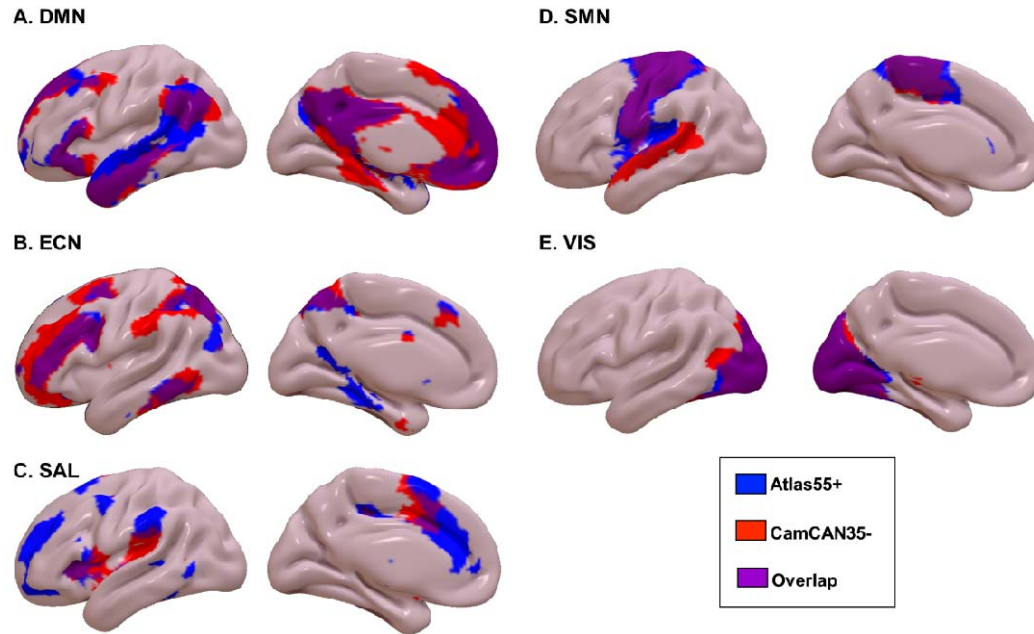 A. DMN
D. SMN
B. ECN
E. VIS
C. SAL
Atlas55+
CamCAN35-
Overlap